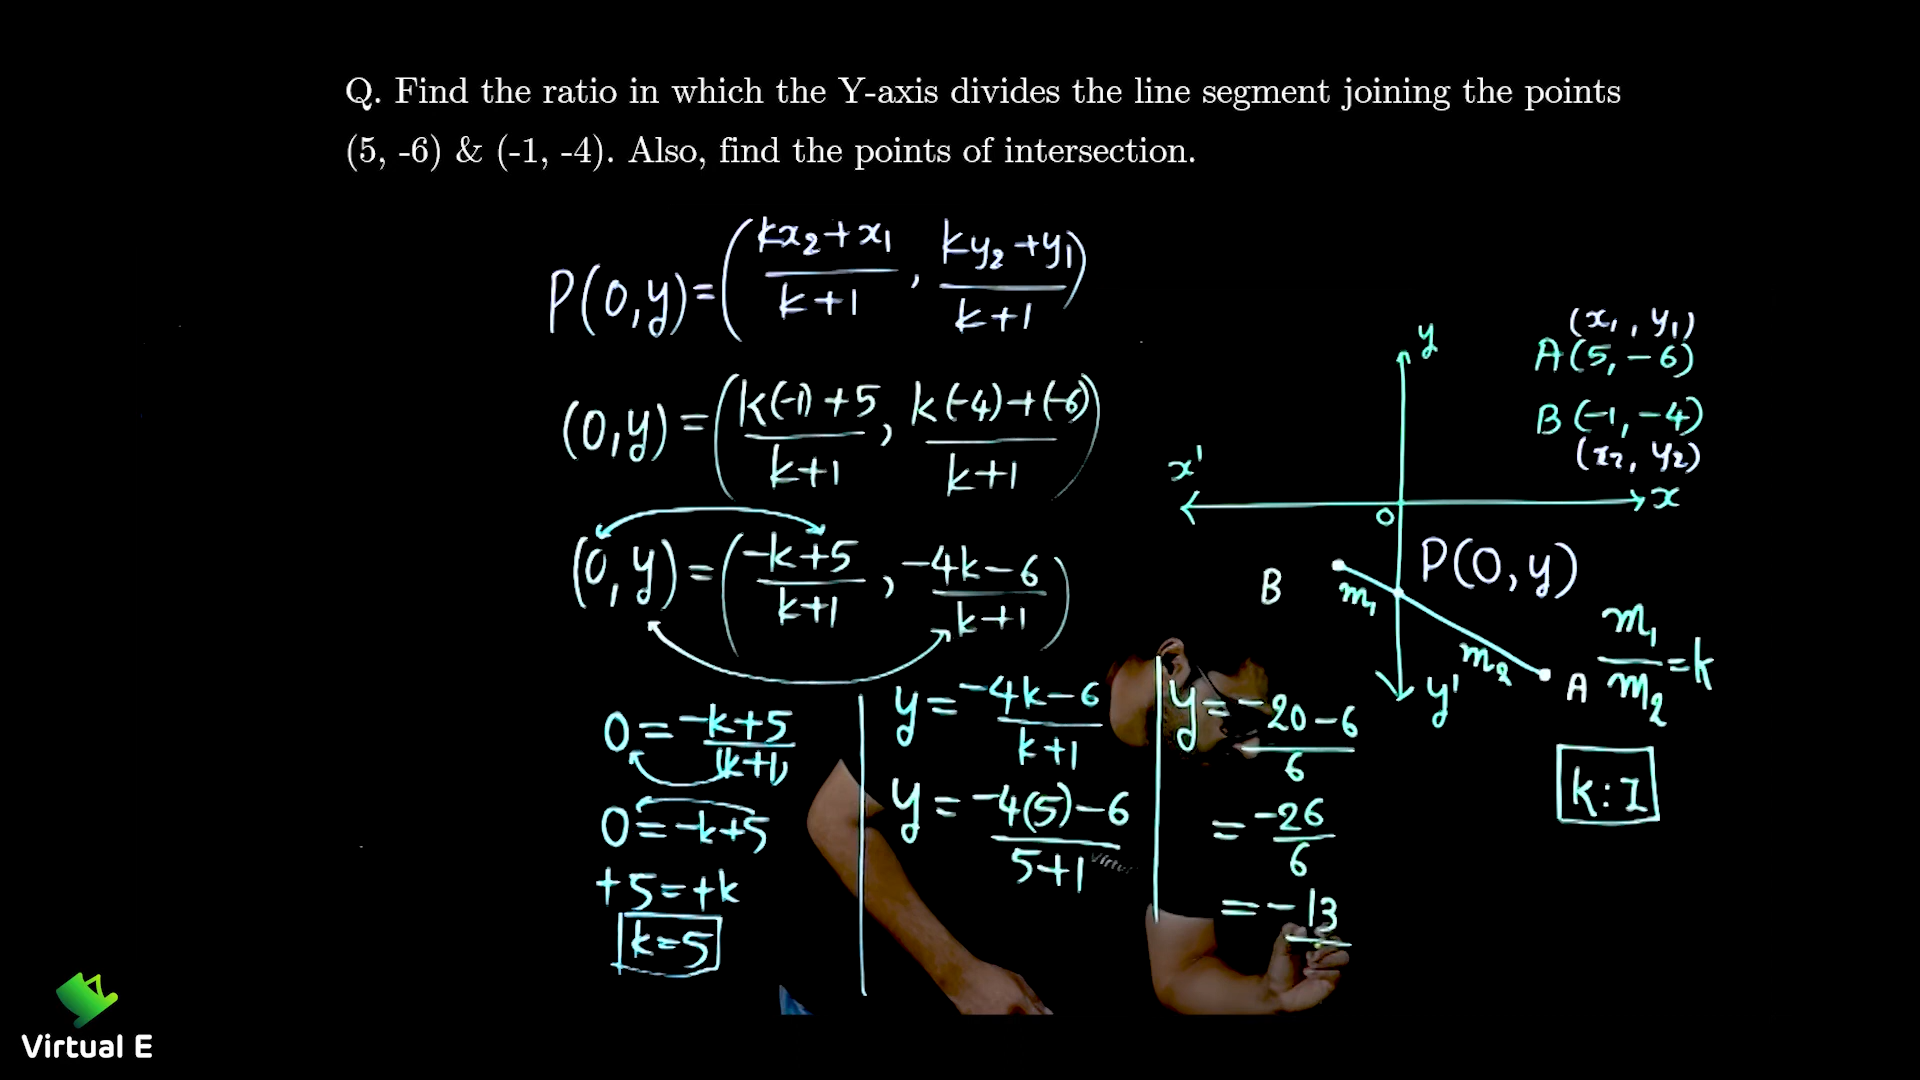 Q. Find the ratio in which the Y-axis divides the line segment joining the points
(5, -6) & (-1, -4). Also, find the points of intersection.
P(0,y)=((kx₂+x₁)/(k+1), (ky₂+y₁)/(k+1))
(0,y)=((k(-1)+5)/(k+1), (k(-4)+(-6))/(k+1))
(0,y)=((-k+5)/(k+1), (-4k-6)/(k+1))
0=(-k+5)/(k+1)
0=-k+5
+5=+k
k=5
y=(-4k-6)/(k+1)
y=(-4(5)-6)/(5+1)
y=(-20-6)/6
=-26/6
=-13
y
(x₁, y₁)
A(5,-6)
B(-1,-4)
(x₂, y₂)
x'
x
O
P(0,y)
B
m₁
m₂
A
y'
m₁/m₂=k
k:1
Virtual E